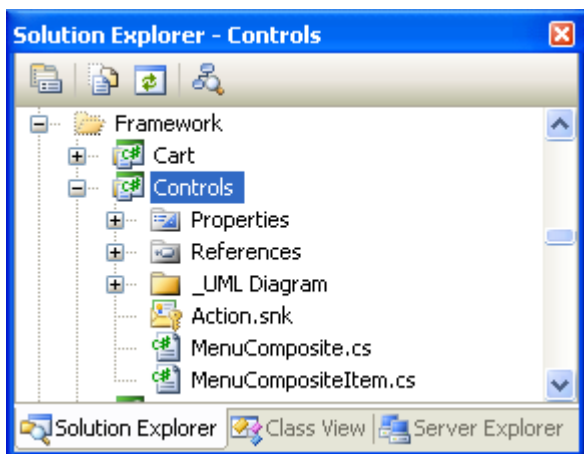 Solution Explorer - Controls
Framework
C# Cart
C# Controls
Properties
References
_UML Diagram
Action.snk
C# MenuComposite.cs
C# MenuCompositeItem.cs
Solution Explorer Class View Server Explorer